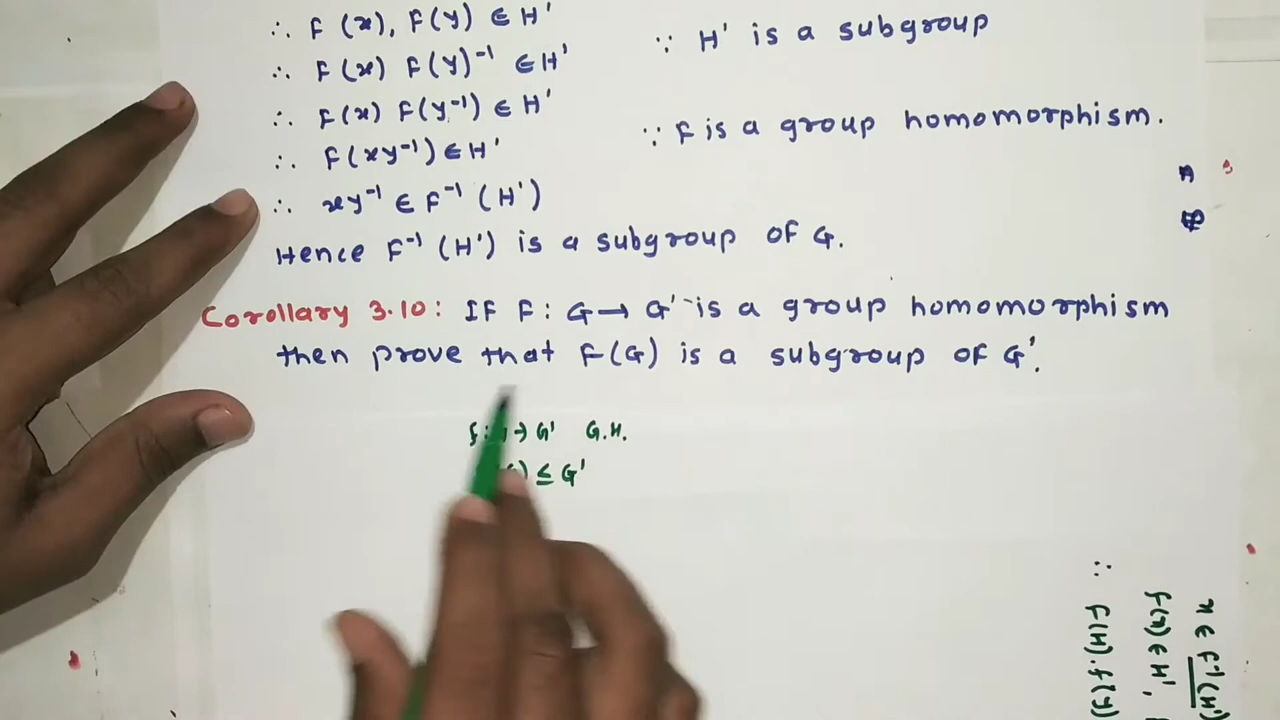 ∴ F (x), F(y) ∈ H'
∴ F(x) F(y)⁻¹ ∈ H' ∵ H' is a subgroup
∴ F(x) F(y⁻¹) ∈ H'
∴ F(xy⁻¹) ∈ H' ∵ F is a group homomorphism.
∴ xy⁻¹ ∈ F⁻¹ (H')
Hence F⁻¹ (H') is a subgroup of G.
Corollary 3.10: IF F: G → G' is a group homomorphism
then prove that F(G) is a subgroup of G'.
→ G' G.H.
) ≤ G'
x ∈ F⁻¹(H')
f(x) ∈ H',
∴ f(x). f(y)